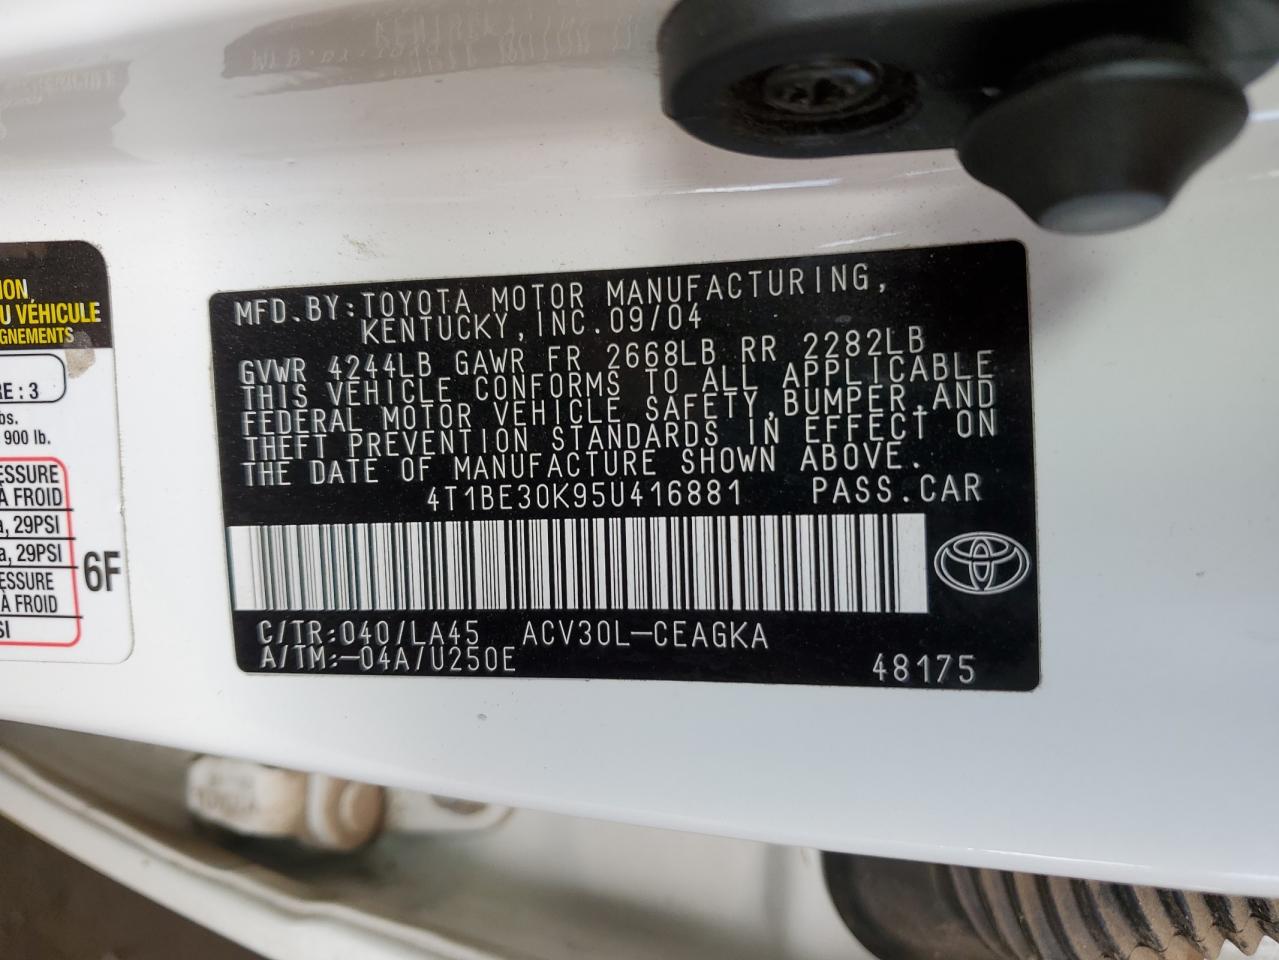 MFD.BY:TOYOTA MOTOR MANUFACTURING,
KENTUCKY,INC.09/04
GVWR 4244LB GAWR FR 2668LB RR 2282LB
THIS VEHICLE CONFORMS TO ALL APPLICABLE
FEDERAL MOTOR VEHICLE SAFETY,BUMPER,AND
THEFT PREVENTION STANDARDS IN EFFECT ON
THE DATE OF MANUFACTURE SHOWN ABOVE.
4T1BE30K95U416881 PASS.CAR
C/TR:040/LA45 ACV30L-CEAGKA
A/TM:-04A/U250E
48175
ION
U VÉHICULE
RE : 3
bs.
900 lb.
ESSURE
À FROID
a, 29PSI
a, 29PSI
ESSURE
À FROID
SI
6F